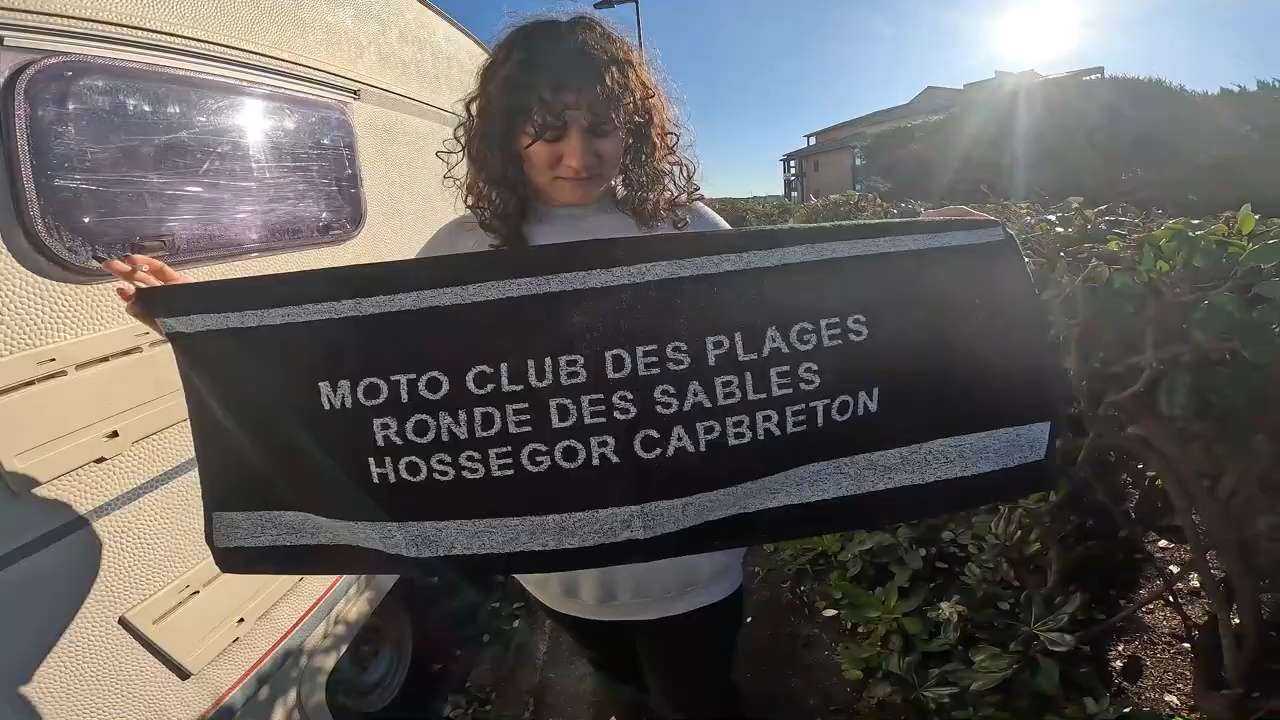 MOTO CLUB DES PLAGES
RONDE DES SABLES
HOSSEGOR CAPBRETON